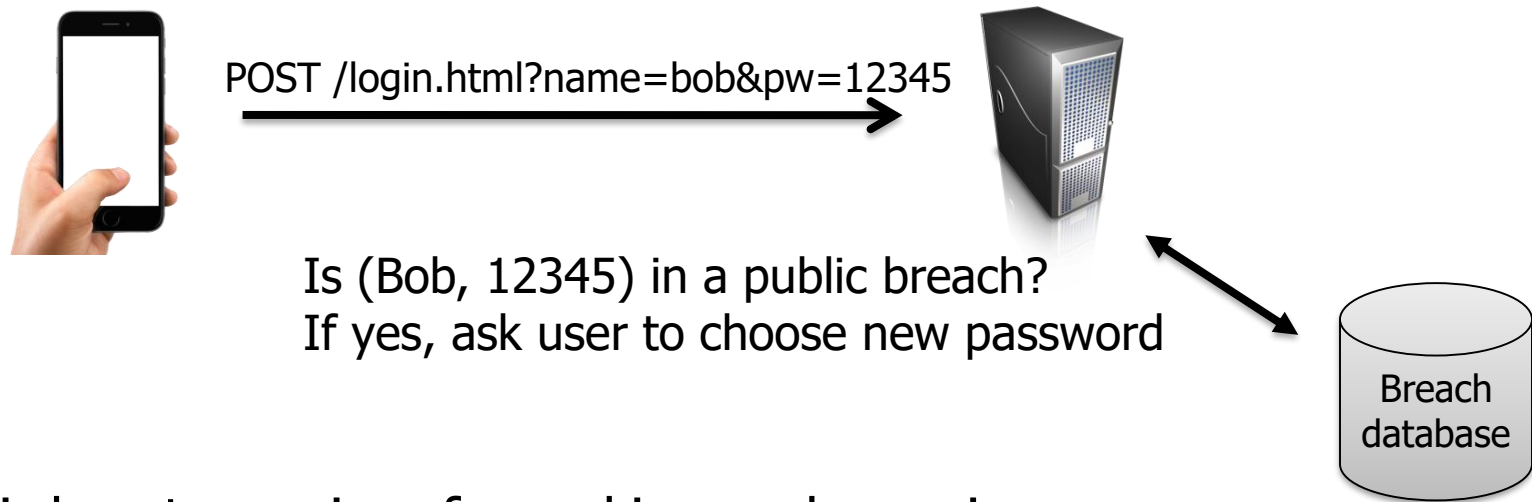 POST /login.html?name=bob&pw=12345
Is (Bob, 12345) in a public breach?
If yes, ask user to choose new password
Breach
database